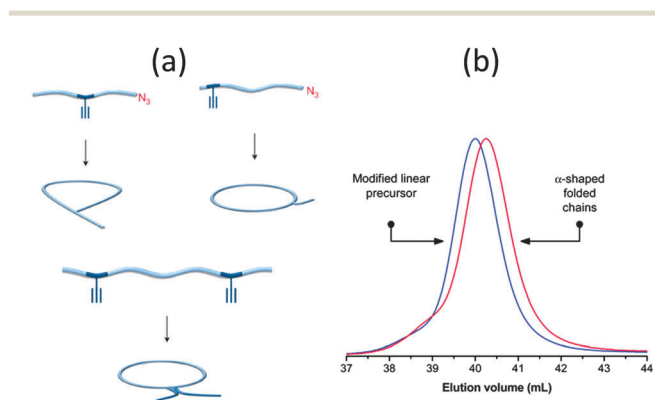 (a)
N3
N3
(b)
Modified linear
precursor
α-shaped
folded
chains
37
38
39
40
41
42
43
44
Elution volume (mL)